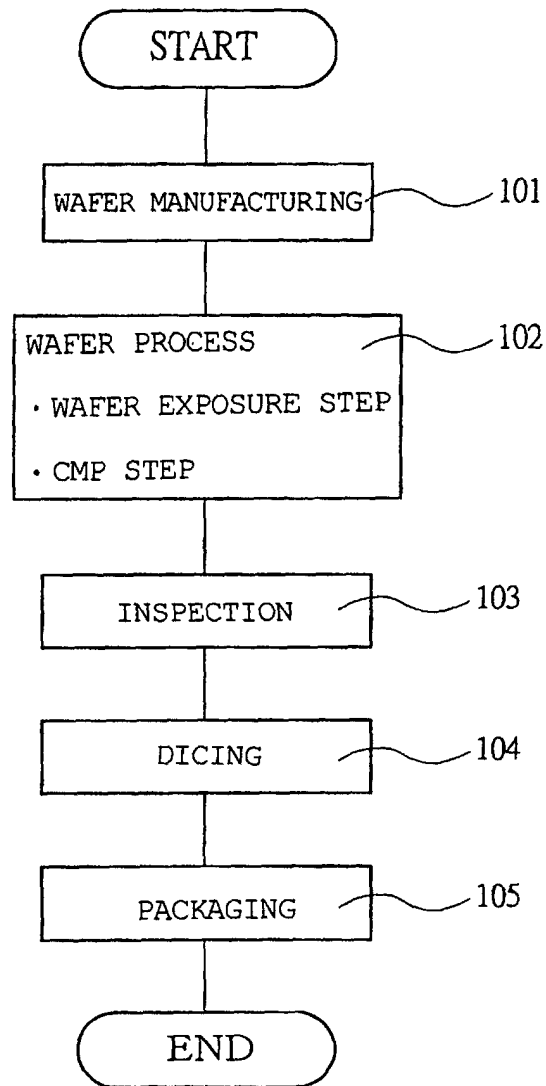 START
WAFER MANUFACTURING
101
WAFER PROCESS
102
· WAFER EXPOSURE STEP
· CMP STEP
INSPECTION
103
DICING
104
PACKAGING
105
END